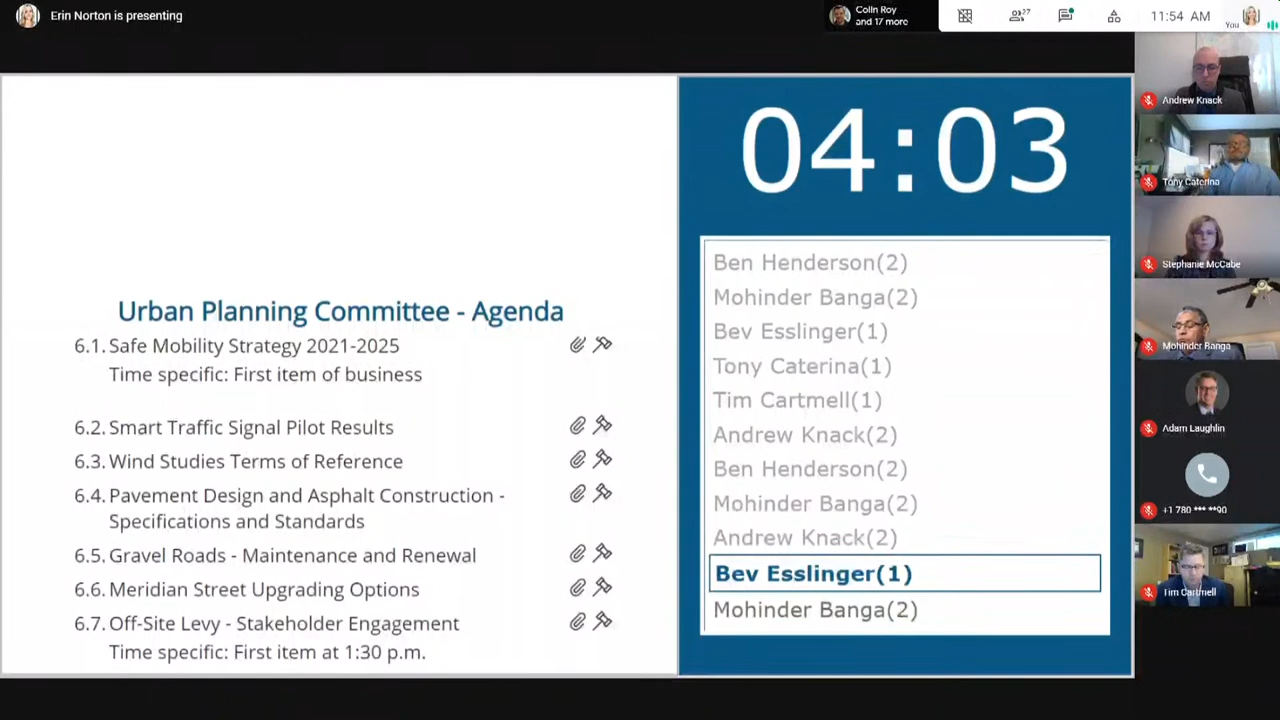 Erin Norton is presenting
Colin Roy
and 17 more
27
11:54 AM
You
04:03
Ben Henderson(2)
Mohinder Banga(2)
Bev Esslinger(1)
Tony Caterina(1)
Tim Cartmell(1)
Andrew Knack(2)
Ben Henderson(2)
Mohinder Banga(2)
Andrew Knack(2)
Bev Esslinger(1)
Mohinder Banga(2)
Urban Planning Committee - Agenda
6.1. Safe Mobility Strategy 2021-2025
Time specific: First item of business
6.2. Smart Traffic Signal Pilot Results
6.3. Wind Studies Terms of Reference
6.4. Pavement Design and Asphalt Construction -
Specifications and Standards
6.5. Gravel Roads - Maintenance and Renewal
6.6. Meridian Street Upgrading Options
6.7. Off-Site Levy - Stakeholder Engagement
Time specific: First item at 1:30 p.m.
Andrew Knack
Tony Caterina
Stephanie McCabe
Mohinder Banga
Adam Laughlin
+1 780 *** **90
Tim Cartmell